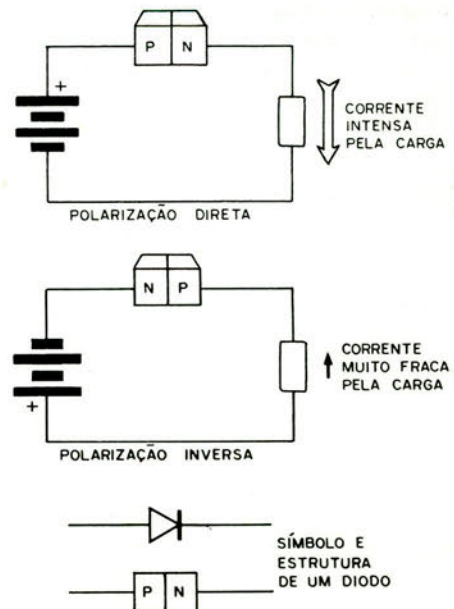 P N
+
CORRENTE
INTENSA
PELA CARGA
POLARIZAÇÃO DIRETA
N P
+
CORRENTE
MUITO FRACA
PELA CARGA
POLARIZAÇÃO INVERSA
SÍMBOLO E
ESTRUTURA
DE UM DIODO
P N